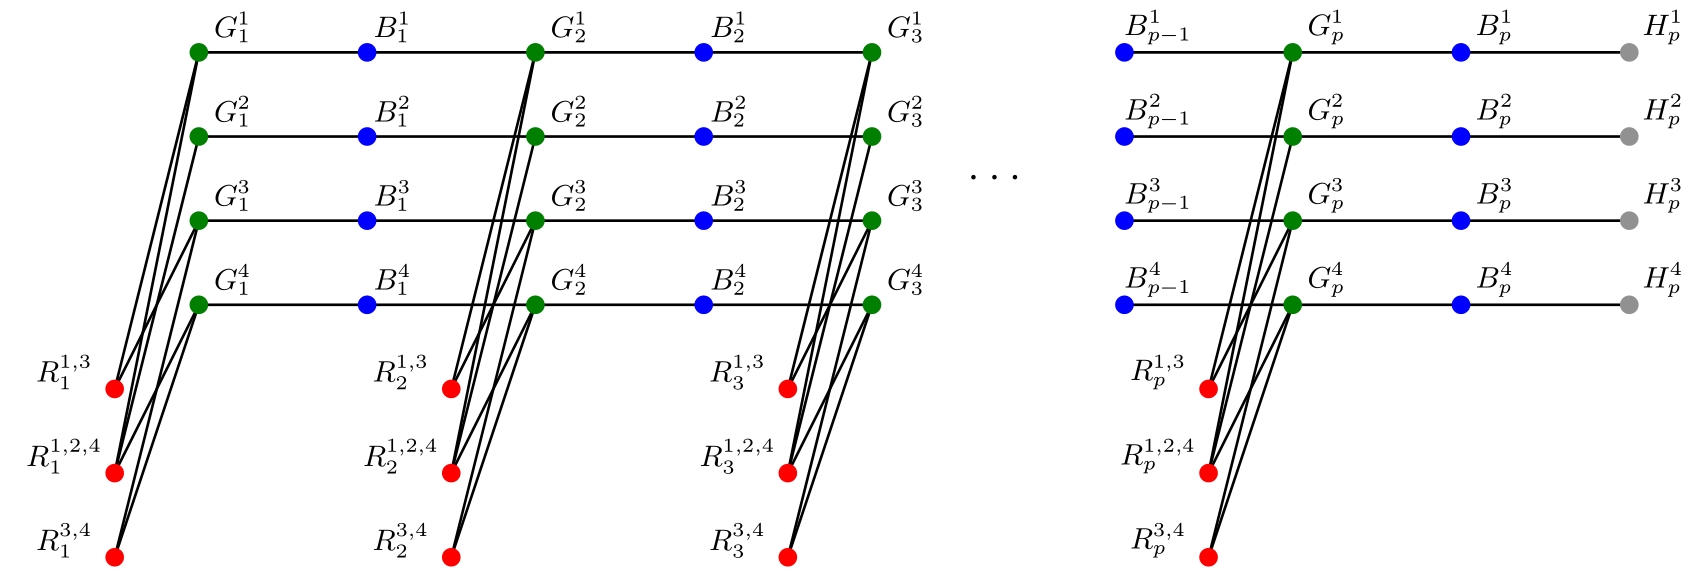 G_1^1 B_1^1 G_2^1 B_2^1 G_3^1 B_{p-1}^1 G_p^1 B_p^1 H_p^1
G_1^2 B_1^2 G_2^2 B_2^2 G_3^2 B_{p-1}^2 G_p^2 B_p^2 H_p^2
· · ·
G_1^3 B_1^3 G_2^3 B_2^3 G_3^3 B_{p-1}^3 G_p^3 B_p^3 H_p^3
G_1^4 B_1^4 G_2^4 B_2^4 G_3^4 B_{p-1}^4 G_p^4 B_p^4 H_p^4
R_1^{1,3} R_2^{1,3} R_3^{1,3} R_p^{1,3}
R_1^{1,2,4} R_2^{1,2,4} R_3^{1,2,4} R_p^{1,2,4}
R_1^{3,4} R_2^{3,4} R_3^{3,4} R_p^{3,4}